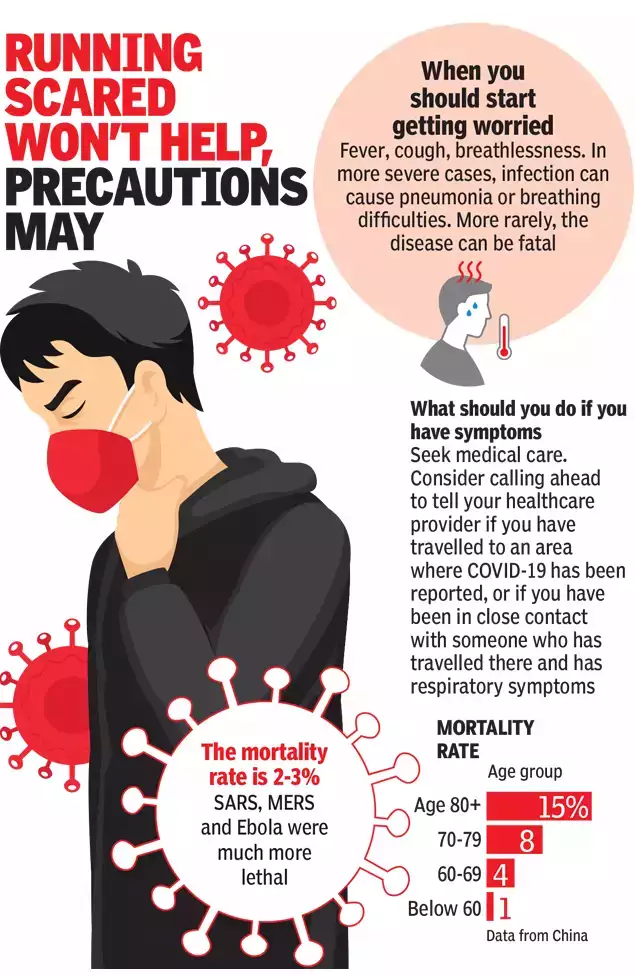 RUNNING
SCARED
WON'T HELP,
PRECAUTIONS
MAY
When you
should start
getting worried
Fever, cough, breathlessness. In
more severe cases, infection can
cause pneumonia or breathing
difficulties. More rarely, the
disease can be fatal
What should you do if you
have symptoms
Seek medical care.
Consider calling ahead
to tell your healthcare
provider if you have
travelled to an area
where COVID-19 has been
reported, or if you have
been in close contact
with someone who has
travelled there and has
respiratory symptoms
The mortality
rate is 2-3%
SARS, MERS
and Ebola were
much more
lethal
MORTALITY
RATE
Age group
Age 80+ 15%
70-79 8
60-69 4
Below 60 1
Data from China